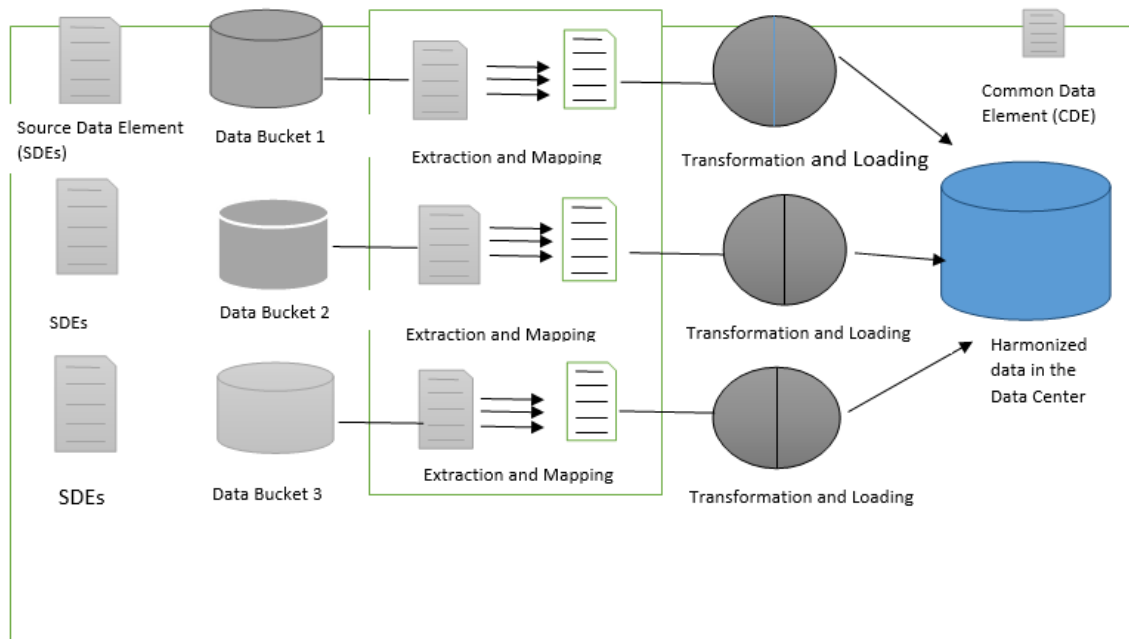 Source Data Element
(SDEs)
Data Bucket 1
Extraction and Mapping
Transformation and Loading
Common Data
Element (CDE)
SDEs
Data Bucket 2
Extraction and Mapping
Transformation and Loading
Harmonized
data in the
Data Center
SDEs
Data Bucket 3
Extraction and Mapping
Transformation and Loading